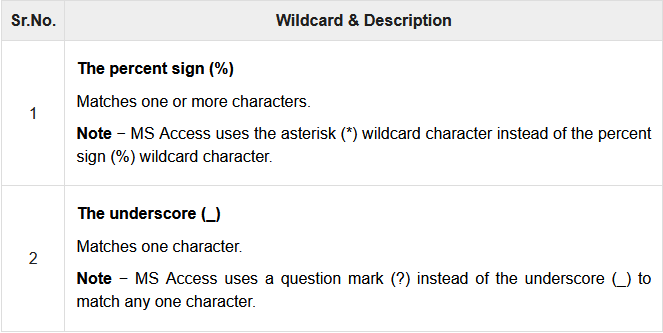 Sr.No. Wildcard & Description
1
The percent sign (%)
Matches one or more characters.
Note − MS Access uses the asterisk (*) wildcard character instead of the percent
sign (%) wildcard character.
2
The underscore (_)
Matches one character.
Note − MS Access uses a question mark (?) instead of the underscore (_) to
match any one character.